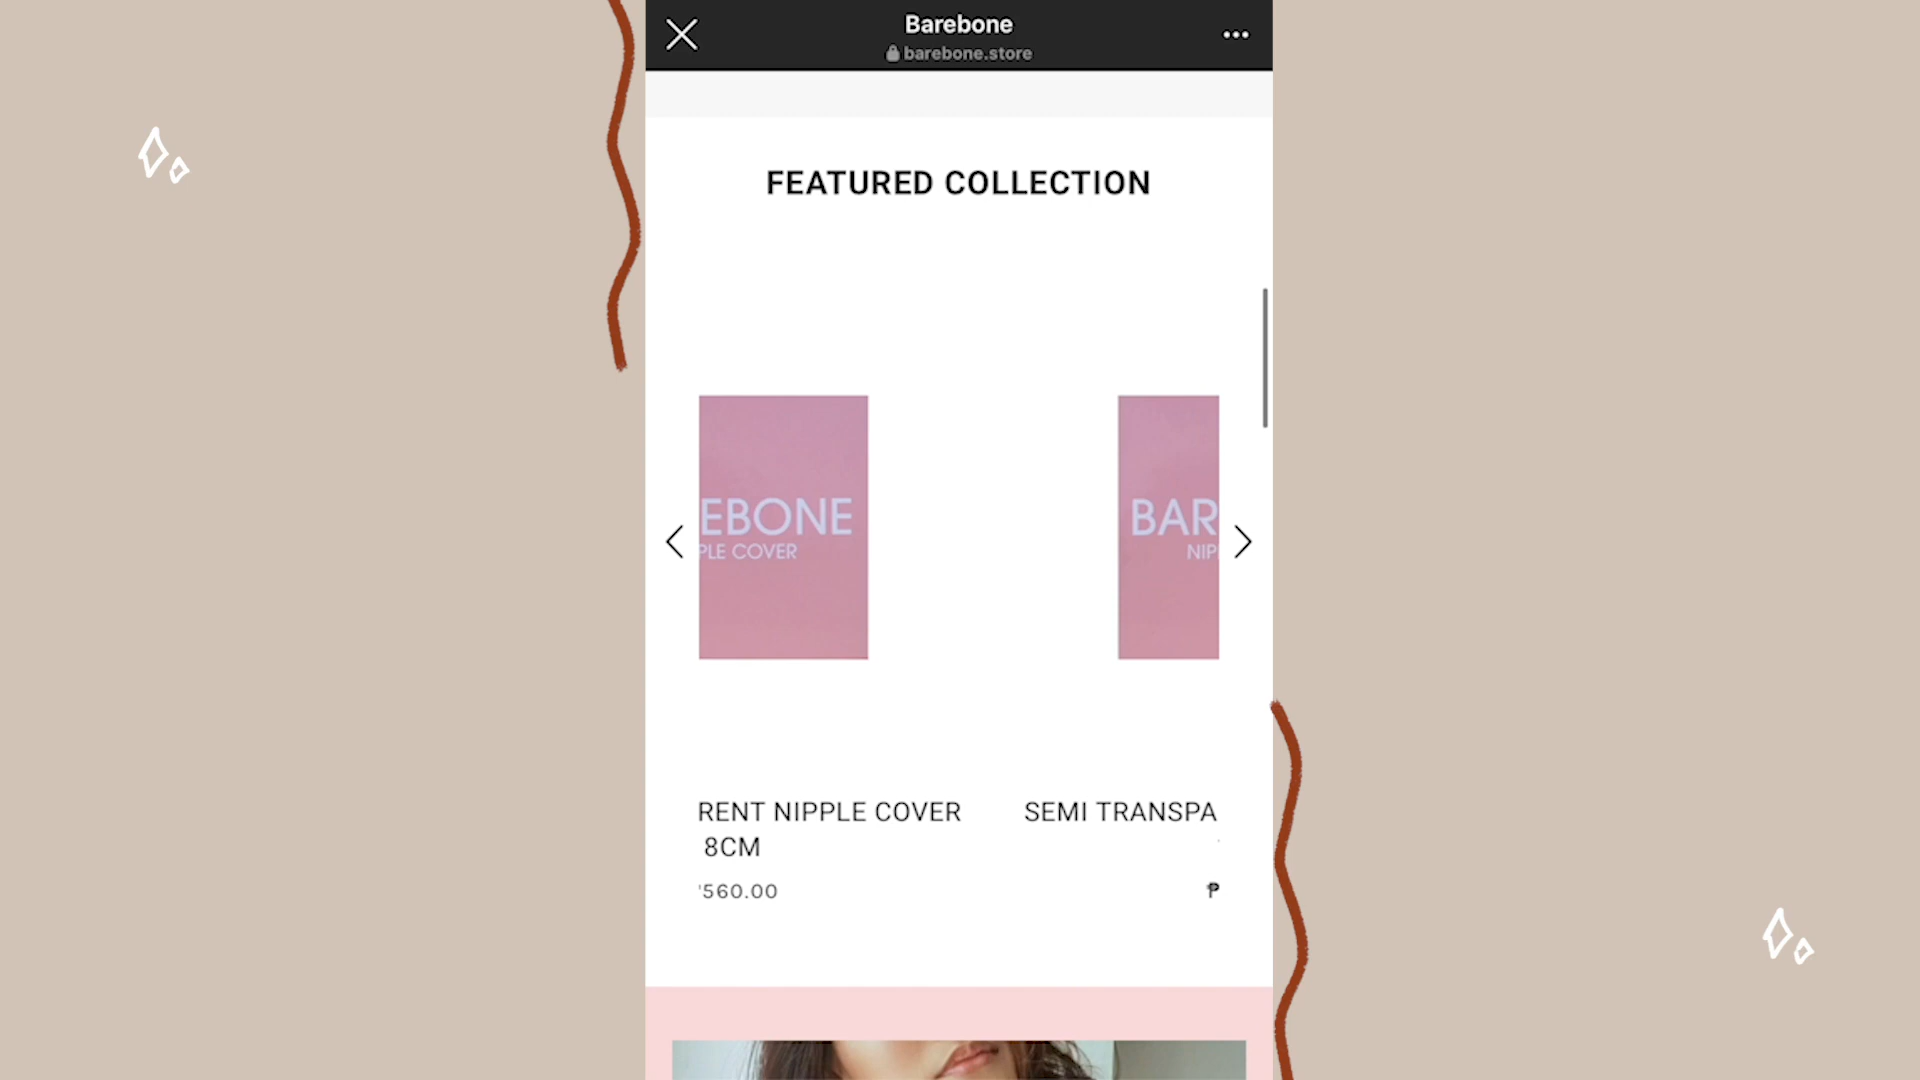 Barebone
barebone.store
FEATURED COLLECTION
EBONE
PLE COVER
BAR
NIP
RENT NIPPLE COVER
8CM
560.00
SEMI TRANSPA
₱